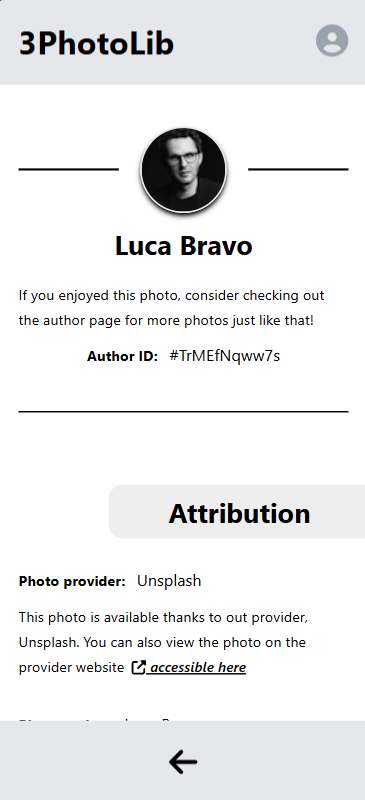 3PhotoLib
Luca Bravo
If you enjoyed this photo, consider checking out
the author page for more photos just like that!
Author ID: #TrMEfNqww7s
Attribution
Photo provider: Unsplash
This photo is available thanks to out provider,
Unsplash. You can also view the photo on the
provider website accessible here